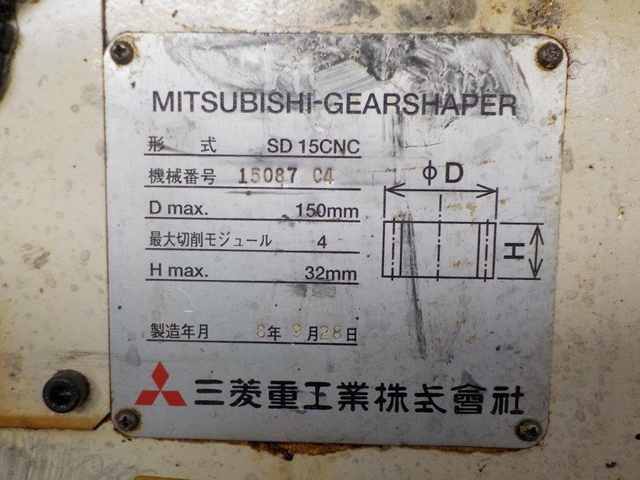 MITSUBISHI-GEARSHAPER
形 式 SD 15CNC
機械番号 15087 C4
D max. 150mm
最大切削モジュール 4
H max. 32mm
φD
H
製造年月 8年9月28日
三菱重工業株式會社